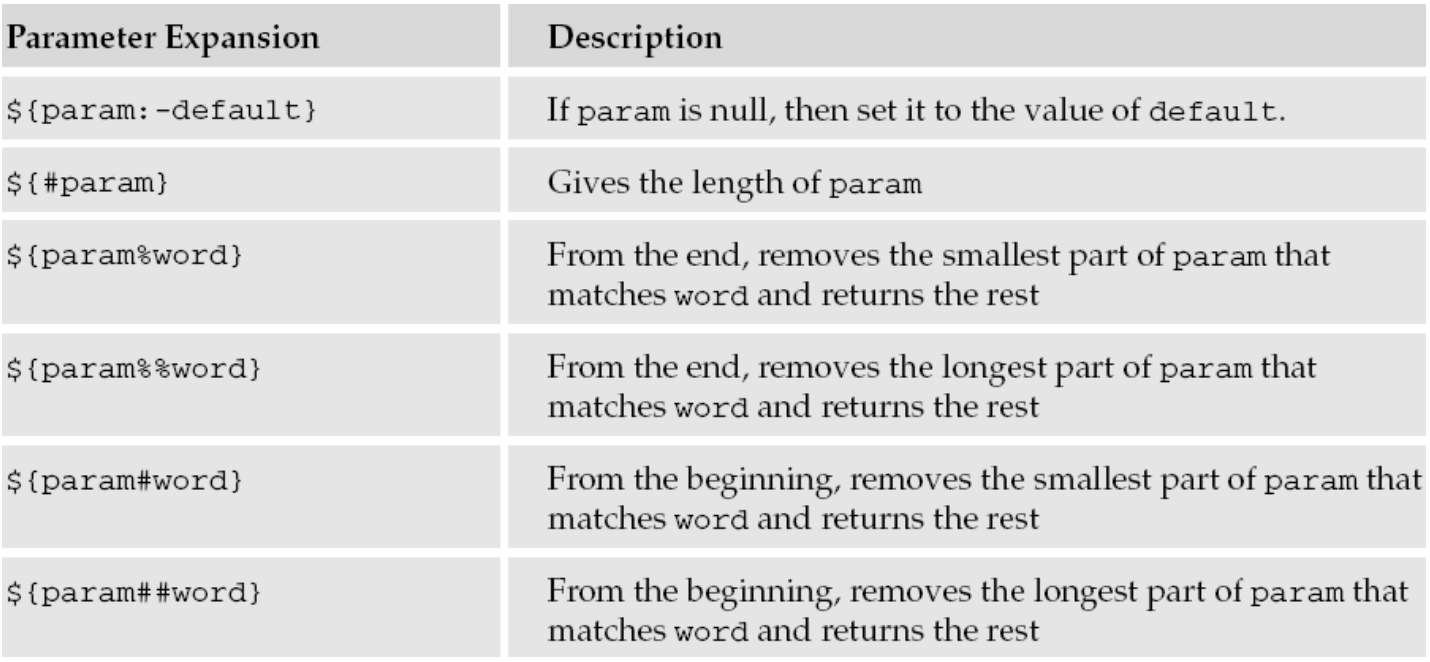 Parameter Expansion Description
${param:-default} If param is null, then set it to the value of default.
${#param} Gives the length of param
${param%word} From the end, removes the smallest part of param that
matches word and returns the rest
${param%%word} From the end, removes the longest part of param that
matches word and returns the rest
${param#word} From the beginning, removes the smallest part of param that
matches word and returns the rest
${param##word} From the beginning, removes the longest part of param that
matches word and returns the rest